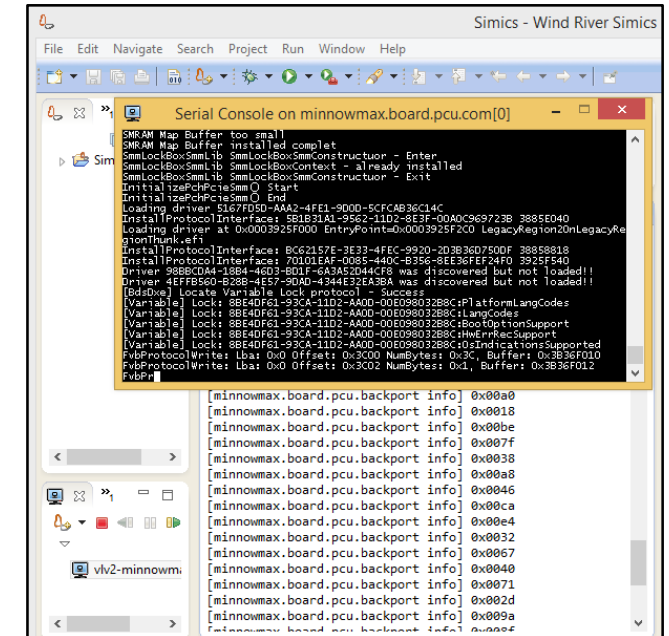 Simics - Wind River Simics
File Edit Navigate Search Project Run Window Help
Serial Console on minnowmax.board.pcu.com[0]
SMRAM Map Buffer too small
SMRAM Map Buffer installed complet
SmmLockBoxSmmLib SmmLockBoxSmmConstructuor - Enter
SmmLockBoxSmmLib SmmLockBoxContext - already installed
SmmLockBoxSmmLib SmmLockBoxSmmConstructuor - Exit
InitializePchPcieSmm() Start
InitializePchPcieSmm() End
Loading driver 5167FD5D-AAA2-4FE1-9D0D-5CFCAB36C14C
InstallProtocolInterface: 5B1B31A1-9562-11D2-8E3F-00A0C969723B 3885E040
Loading driver at 0x0003925F000 EntryPoint=0x0003925F2C0 LegacyRegion2OnLegacyRe
gionThunk.efi
InstallProtocolInterface: BC62157E-3E33-4FEC-9920-2D3B36D750DF 38858818
InstallProtocolInterface: 70101EAF-0085-440C-B356-8EE36FEF24F0 3925F540
Driver 98BBCDA4-18B4-46D3-BD1F-6A3A52D44CF8 was discovered but not loaded!!
Driver 4EFFB560-B28B-4E57-9DAD-4344E32EA3BA was discovered but not loaded!!
[BdsDxe] Locate Variable Lock protocol - Success
[Variable] Lock: 8BE4DF61-93CA-11D2-AA0D-00E098032B8C:PlatformLangCodes
[Variable] Lock: 8BE4DF61-93CA-11D2-AA0D-00E098032B8C:LangCodes
[Variable] Lock: 8BE4DF61-93CA-11D2-AA0D-00E098032B8C:BootOptionSupport
[Variable] Lock: 8BE4DF61-93CA-11D2-AA0D-00E098032B8C:HwErrRecSupport
[Variable] Lock: 8BE4DF61-93CA-11D2-AA0D-00E098032B8C:OsIndicationsSupported
FvbProtocolWrite: Lba: 0x0 Offset: 0x3C00 NumBytes: 0x3C, Buffer: 0x3B36F010
FvbProtocolWrite: Lba: 0x0 Offset: 0x3C02 NumBytes: 0x1, Buffer: 0x3B36F012
FvbPr
Sim
[minnowmax.board.pcu.backport info] 0x00a0
[minnowmax.board.pcu.backport info] 0x0018
[minnowmax.board.pcu.backport info] 0x00be
[minnowmax.board.pcu.backport info] 0x007f
[minnowmax.board.pcu.backport info] 0x0038
[minnowmax.board.pcu.backport info] 0x00a8
[minnowmax.board.pcu.backport info] 0x0046
[minnowmax.board.pcu.backport info] 0x00ca
[minnowmax.board.pcu.backport info] 0x00e4
[minnowmax.board.pcu.backport info] 0x0032
[minnowmax.board.pcu.backport info] 0x0067
[minnowmax.board.pcu.backport info] 0x0040
[minnowmax.board.pcu.backport info] 0x0071
[minnowmax.board.pcu.backport info] 0x002d
[minnowmax.board.pcu.backport info] 0x009a
vlv2-minnowma